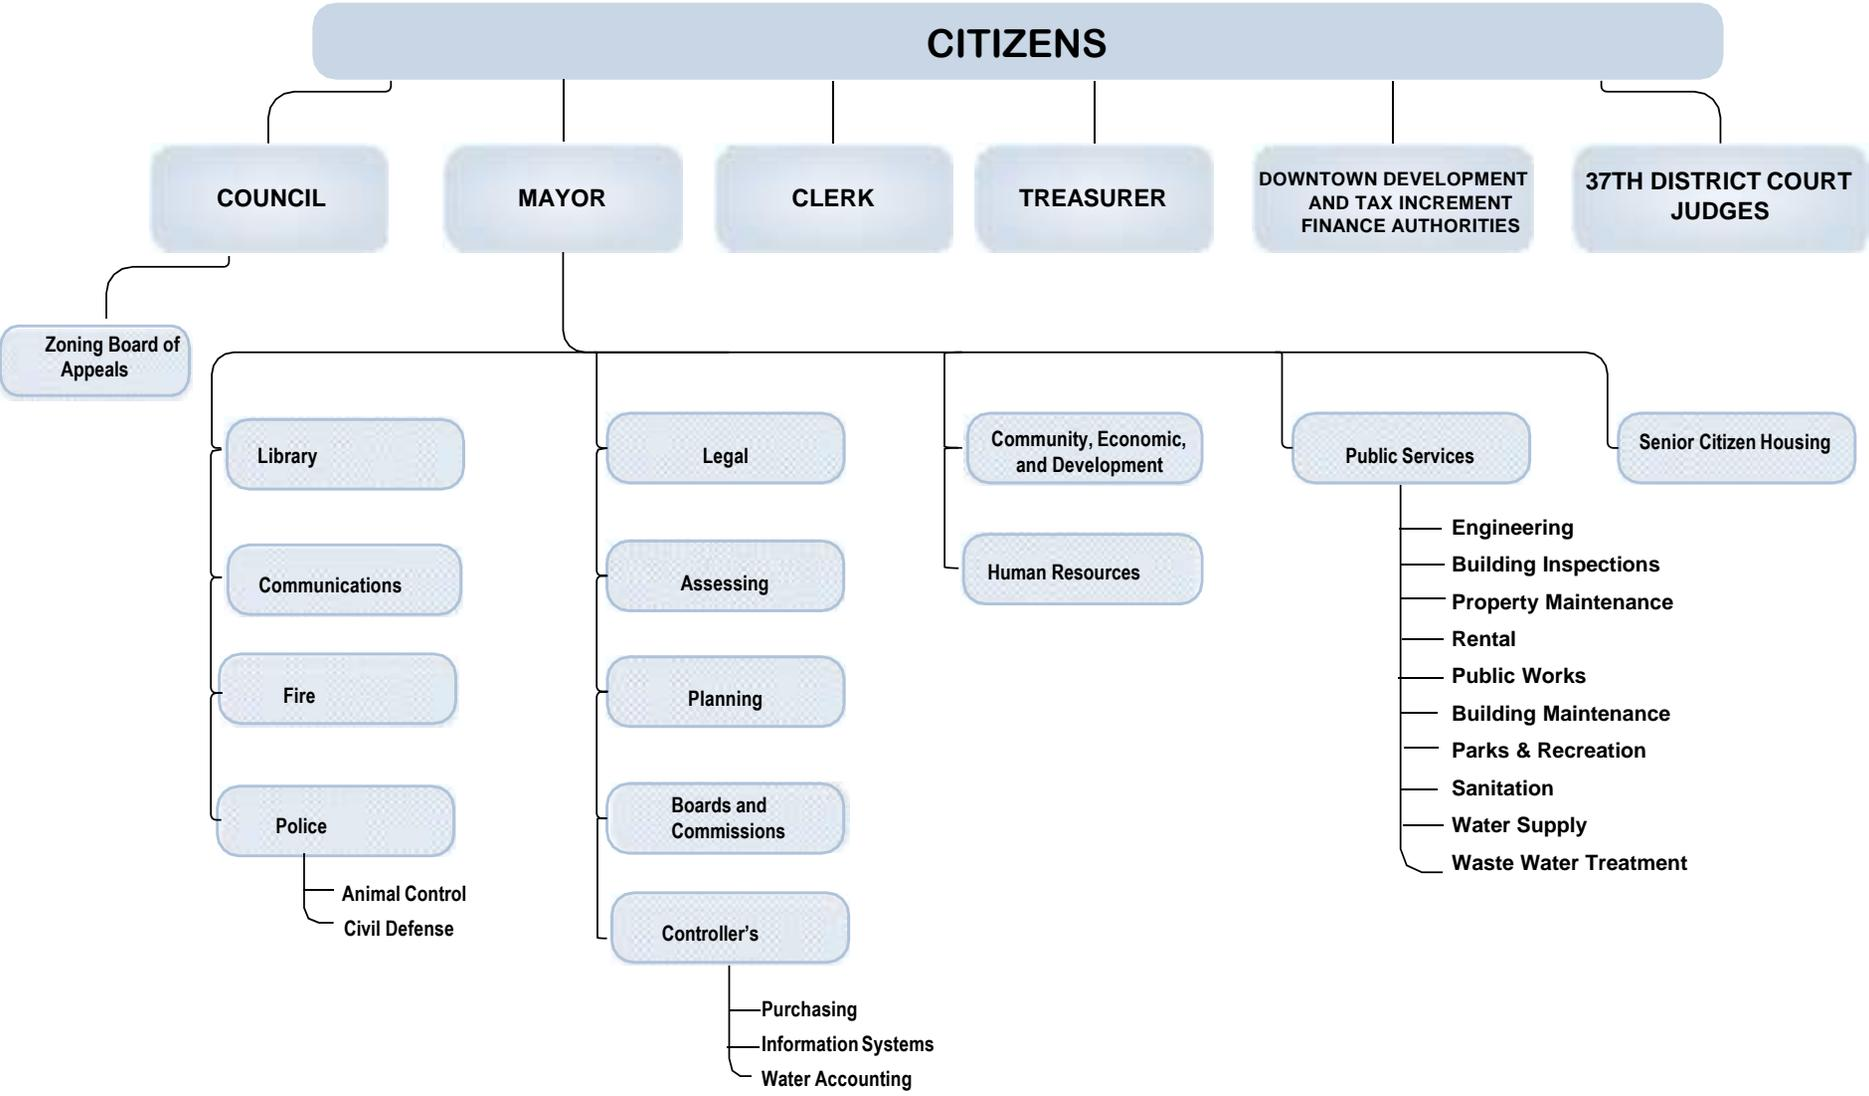 CITIZENS
COUNCIL
MAYOR
CLERK
TREASURER
DOWNTOWN DEVELOPMENT
AND TAX INCREMENT
FINANCE AUTHORITIES
37TH DISTRICT COURT
JUDGES
Zoning Board of
Appeals
Library
Communications
Fire
Police
Animal Control
Civil Defense
Legal
Assessing
Planning
Boards and
Commissions
Controller’s
Purchasing
Information Systems
Water Accounting
Community, Economic,
and Development
Human Resources
Public Services
Engineering
Building Inspections
Property Maintenance
Rental
Public Works
Building Maintenance
Parks & Recreation
Sanitation
Water Supply
Waste Water Treatment
Senior Citizen Housing